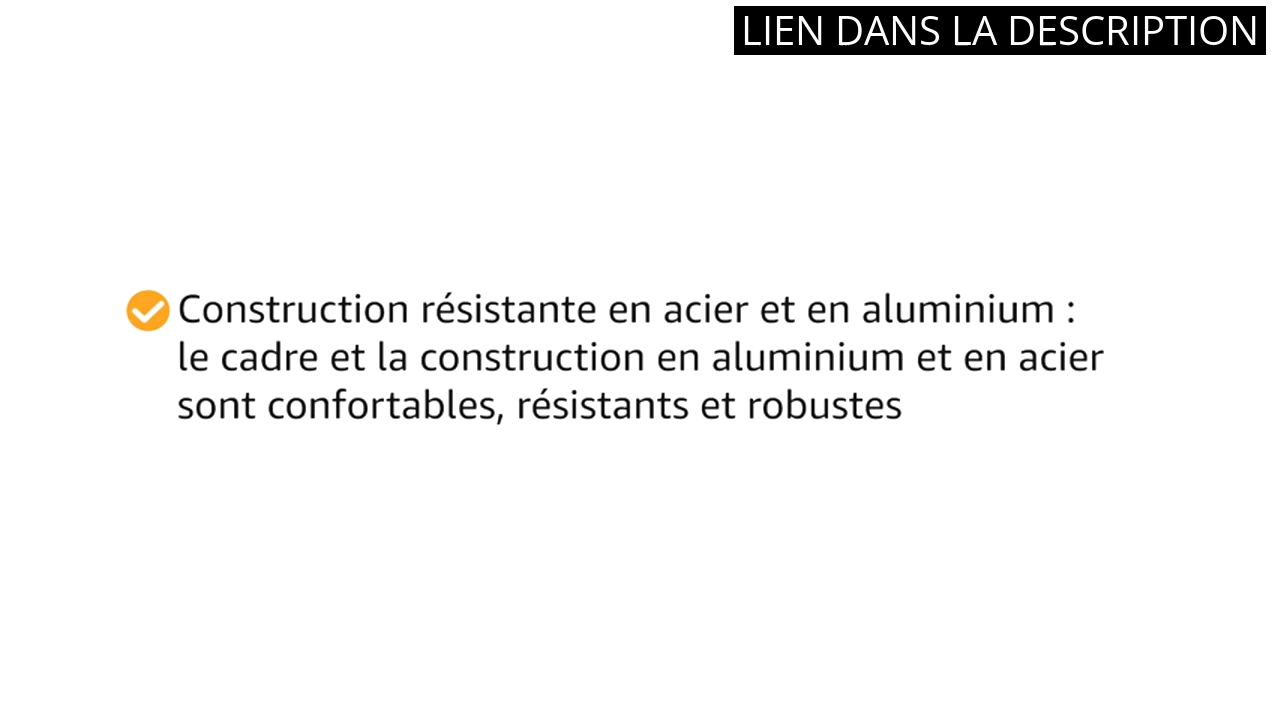 LIEN DANS LA DESCRIPTION
Construction résistante en acier et en aluminium :
le cadre et la construction en aluminium et en acier
sont confortables, résistants et robustes